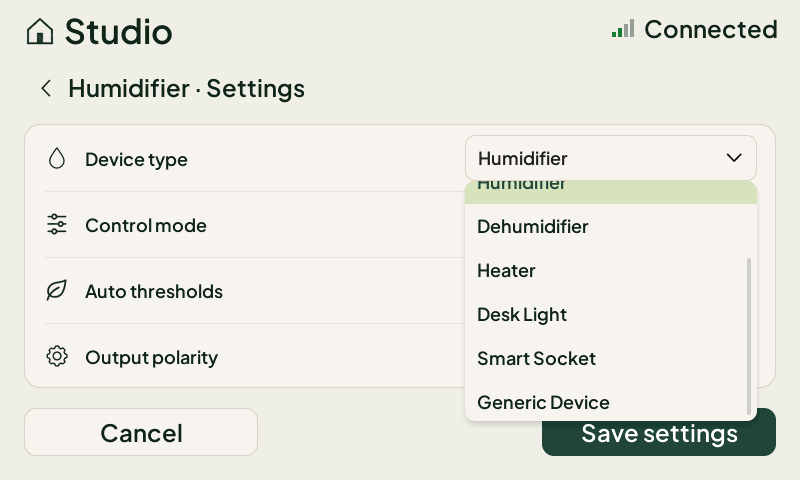 Studio
Connected
Humidifier · Settings
Device type
Humidifier
Humidifier
Control mode
Dehumidifier
Heater
Auto thresholds
Desk Light
Output polarity
Smart Socket
Generic Device
Cancel
Save settings